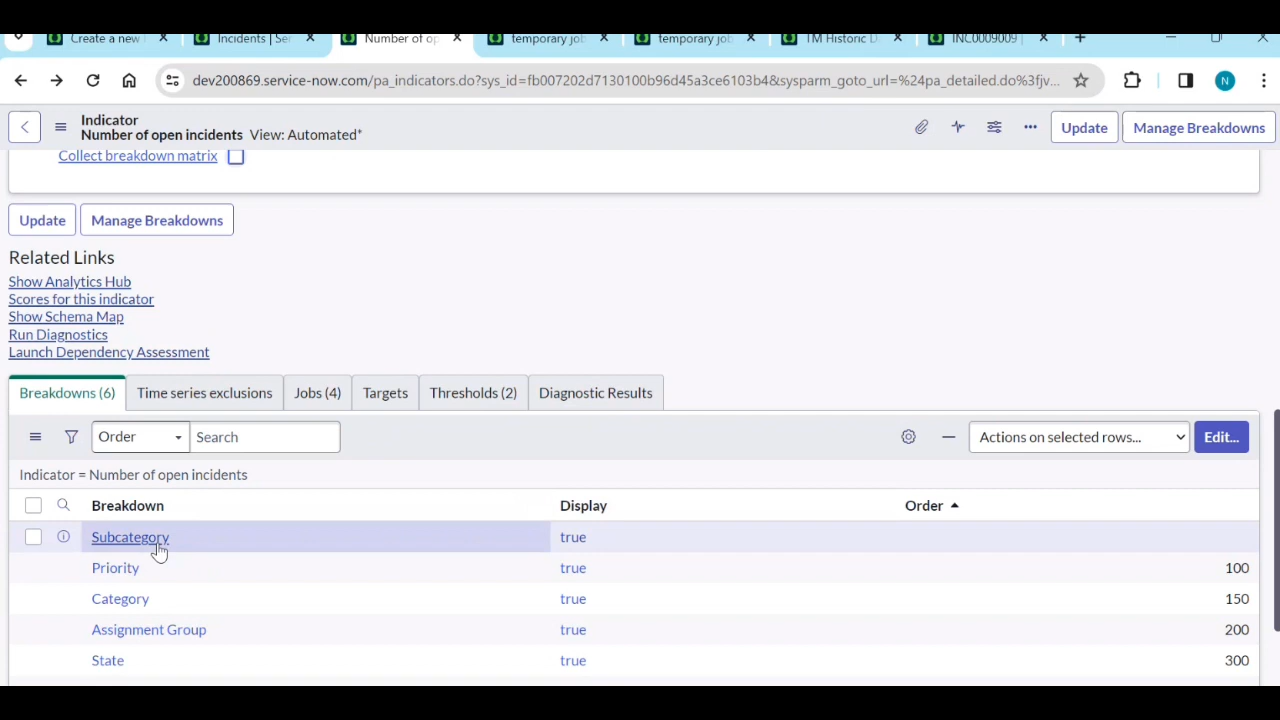 Create a new
Incidents | Ser
Number of op
temporary job
temporary job
TM Historic D
INC0009009 |
dev200869.service-now.com/pa_indicators.do?sys_id=fb007202d7130100b96d45a3ce6103b4&sysparm_goto_url=%24pa_detailed.do%3fjv...
N
Indicator
Number of open incidents View: Automated*
Update
Manage Breakdowns
Collect breakdown matrix
Update
Manage Breakdowns
Related Links
Show Analytics Hub
Scores for this indicator
Show Schema Map
Run Diagnostics
Launch Dependency Assessment
Breakdowns (6)
Time series exclusions
Jobs (4)
Targets
Thresholds (2)
Diagnostic Results
Order
Search
Actions on selected rows...
Edit...
Indicator = Number of open incidents
Breakdown Display Order
Subcategory true
Priority true 100
Category true 150
Assignment Group true 200
State true 300